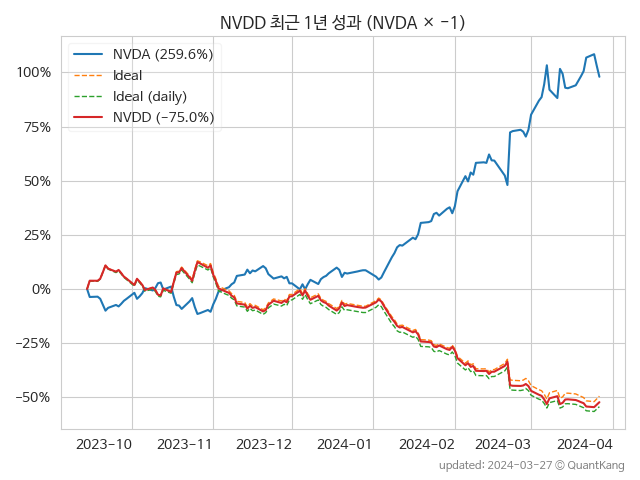 NVDD 최근 1년 성과 (NVDA × −1)
NVDA (259.6%)
Ideal
Ideal (daily)
NVDD (−75.0%)
100%
75%
50%
25%
0%
−25%
−50%
2023−10
2023−11
2023−12
2024−01
2024−02
2024−03
2024−04
updated: 2024−03−27 © QuantKang